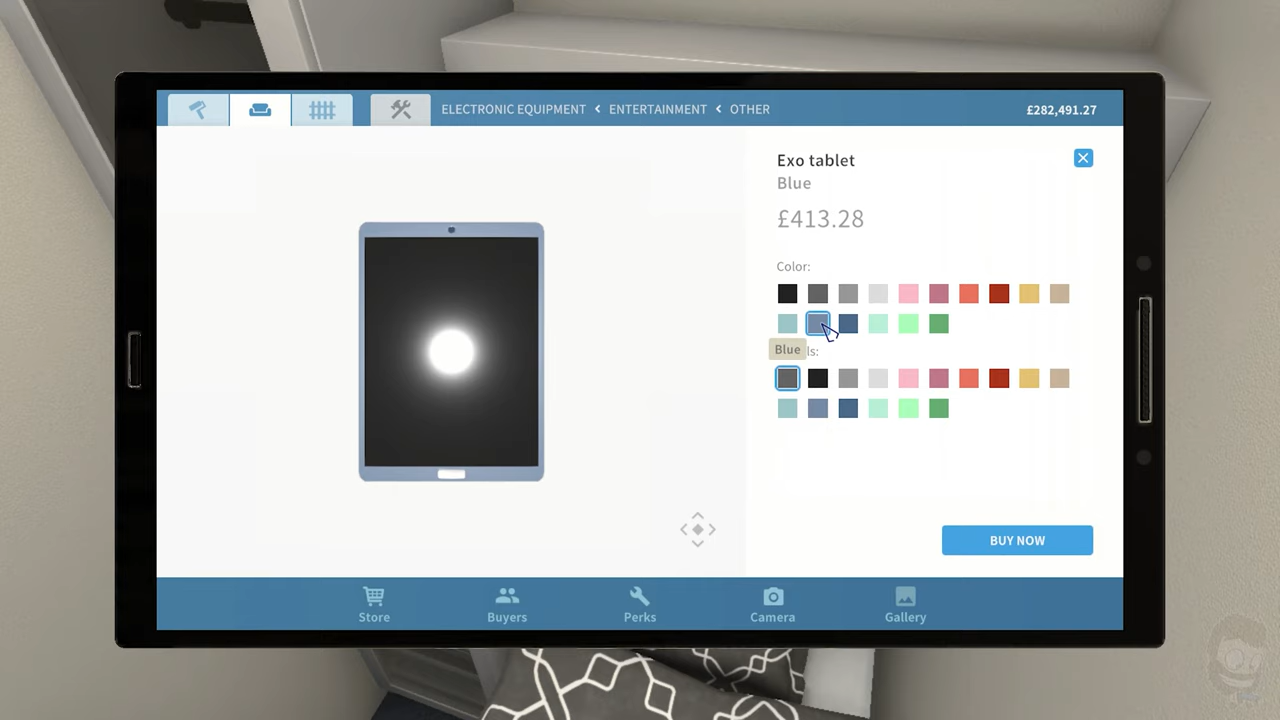 ELECTRONIC EQUIPMENT < ENTERTAINMENT < OTHER
£282,491.27
Exo tablet
Blue
£413.28
Color:
Blue
ls:
BUY NOW
Store
Buyers
Perks
Camera
Gallery